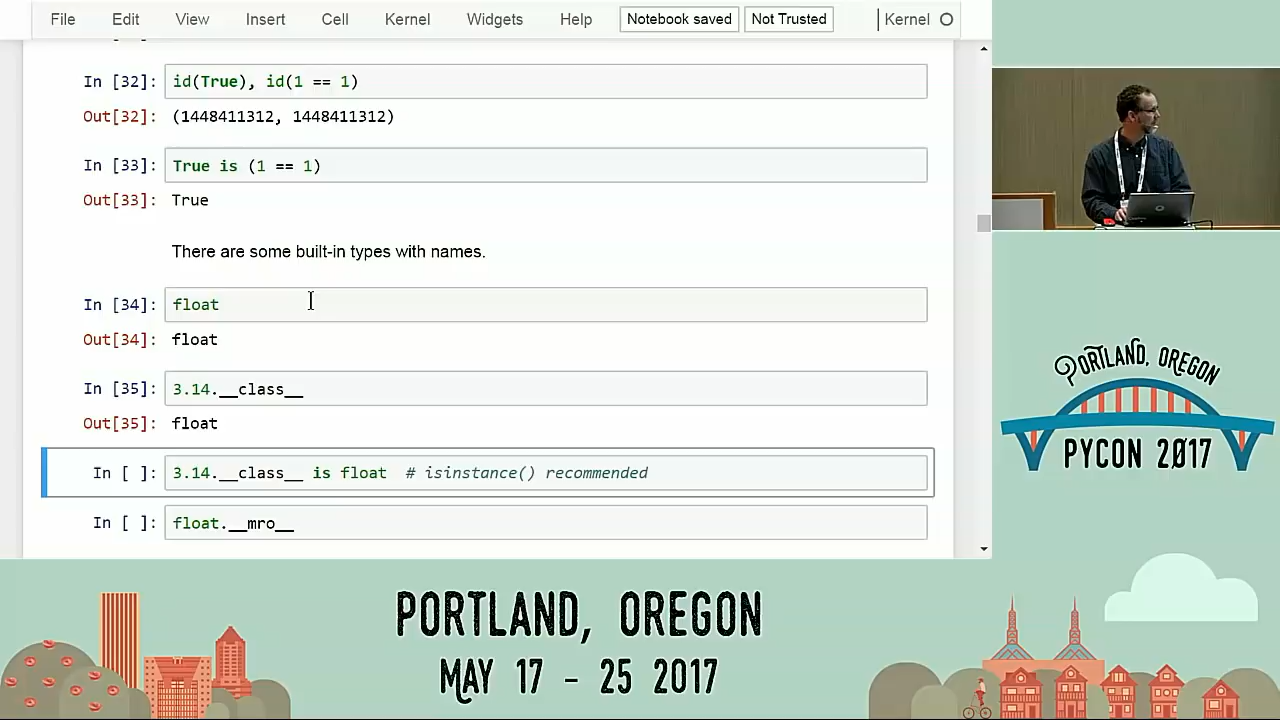 File Edit View Insert Cell Kernel Widgets Help Notebook saved Not Trusted Kernel
In [32]: id(True), id(1 == 1)
Out[32]: (1448411312, 1448411312)
In [33]: True is (1 == 1)
Out[33]: True
There are some built-in types with names.
In [34]: float
Out[34]: float
In [35]: 3.14.__class__
Out[35]: float
In [ ]: 3.14.__class__ is float # isinstance() recommended
In [ ]: float.__mro__
PORTLAND, OREGON
PYCON 2017
PORTLAND, OREGON
MAY 17 - 25 2017